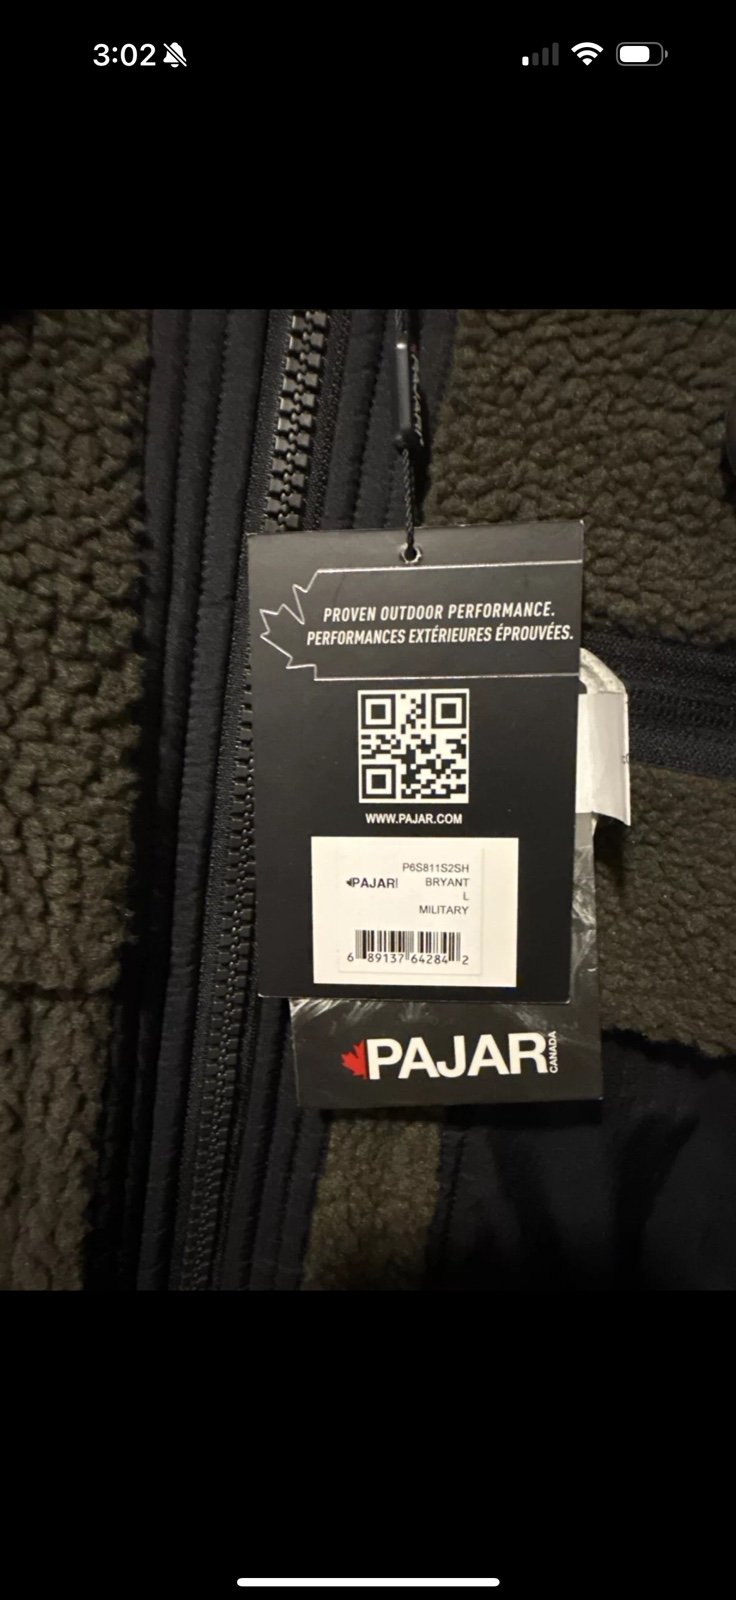 3:02
PROVEN OUTDOOR PERFORMANCE.
PERFORMANCES EXTÉRIEURES ÉPROUVÉES.
WWW.PAJAR.COM
P6S811S2SH
PAJAR BRYANT
L
MILITARY
6 89137 64284 2
PAJAR CANADA